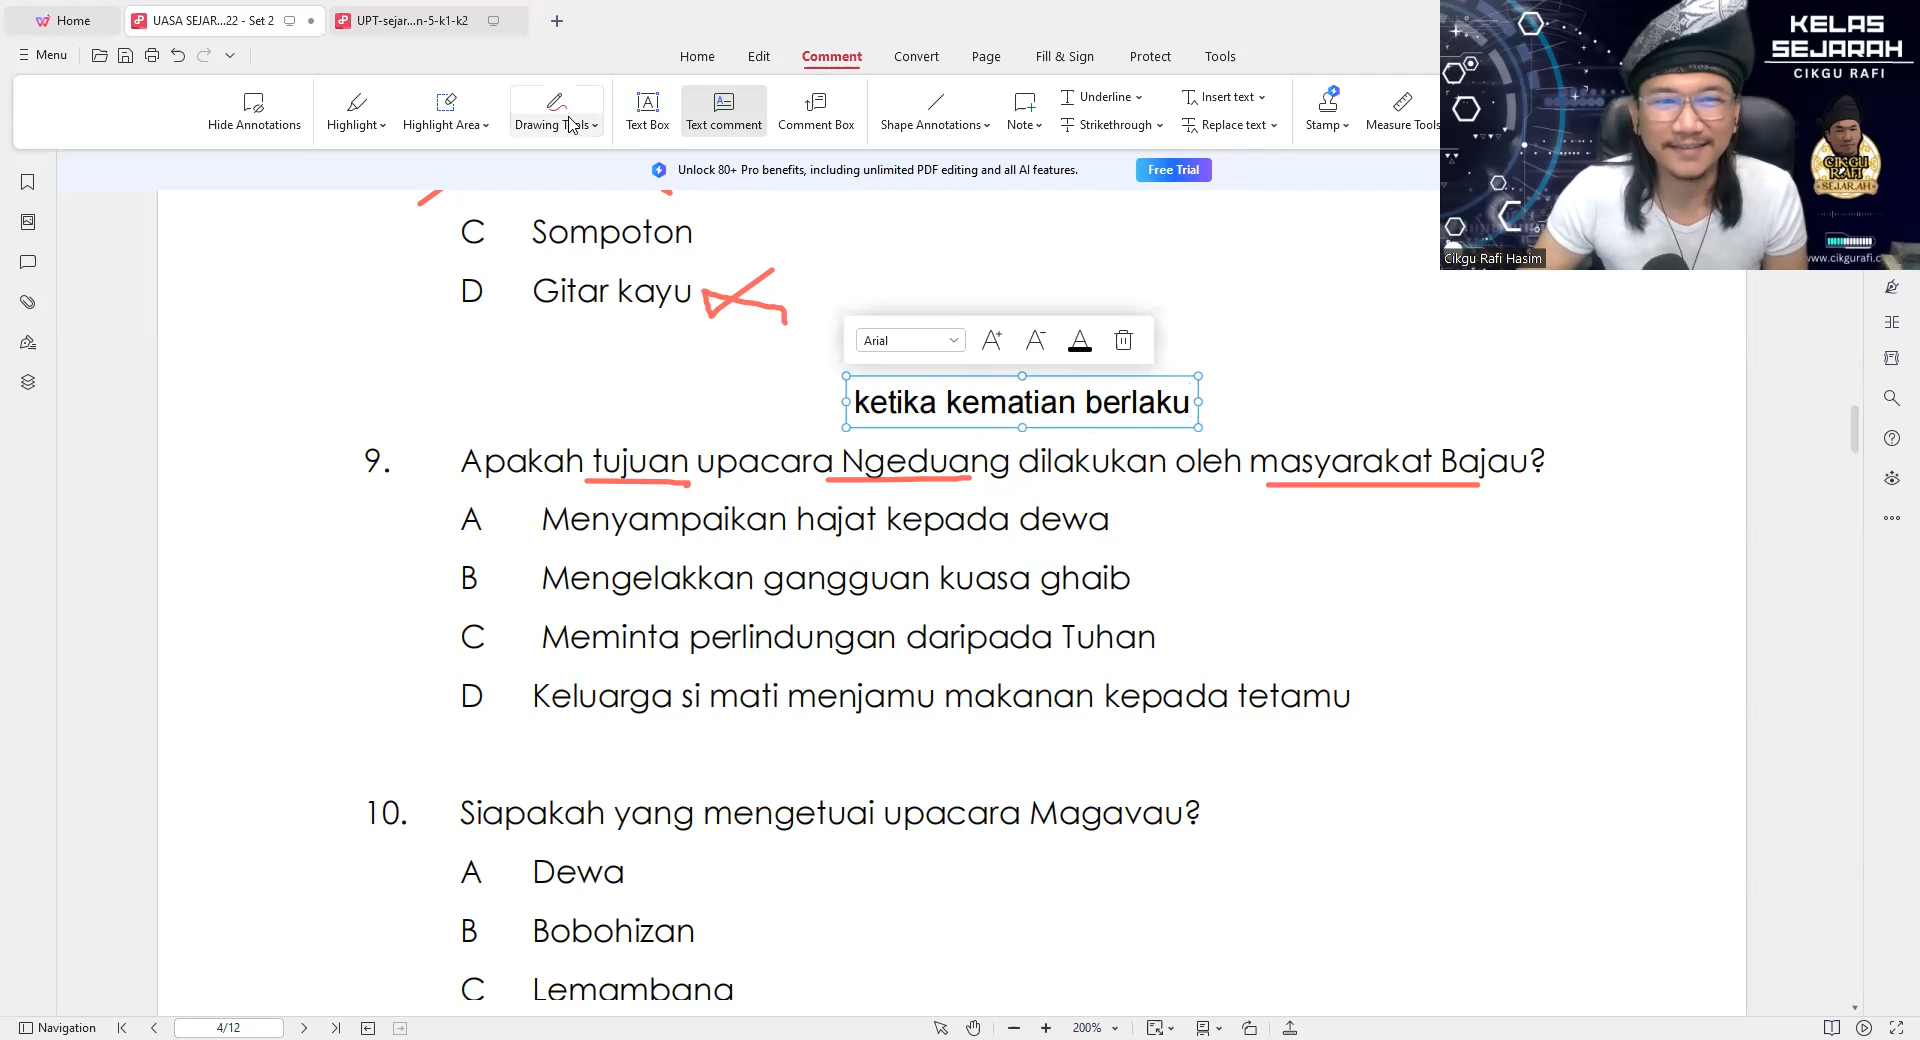 Home
UASA SEJAR...22 - Set 2
UPT-sejar...n-5-k1-k2
Menu
Home
Edit
Comment
Convert
Page
Fill & Sign
Protect
Tools
Hide Annotations
Highlight
Highlight Area
Drawing Tools
Text Box
Text comment
Comment Box
Shape Annotations
Note
Underline
Strikethrough
Insert text
Replace text
Stamp
Measure Tools
Unlock 80+ Pro benefits, including unlimited PDF editing and all AI features.
Free Trial
KELAS
SEJARAH
CIKGU RAFI
CIKGU
RAFI
SEJARAH
www.cikgurafi.c
Cikgu Rafi Hasim
C Sompoton
D Gitar kayu
Arial
ketika kematian berlaku
9. Apakah tujuan upacara Ngeduang dilakukan oleh masyarakat Bajau?
A Menyampaikan hajat kepada dewa
B Mengelakkan gangguan kuasa ghaib
C Meminta perlindungan daripada Tuhan
D Keluarga si mati menjamu makanan kepada tetamu
10. Siapakah yang mengetuai upacara Magavau?
A Dewa
B Bobohizan
C Lemambang
Navigation
4/12
200%